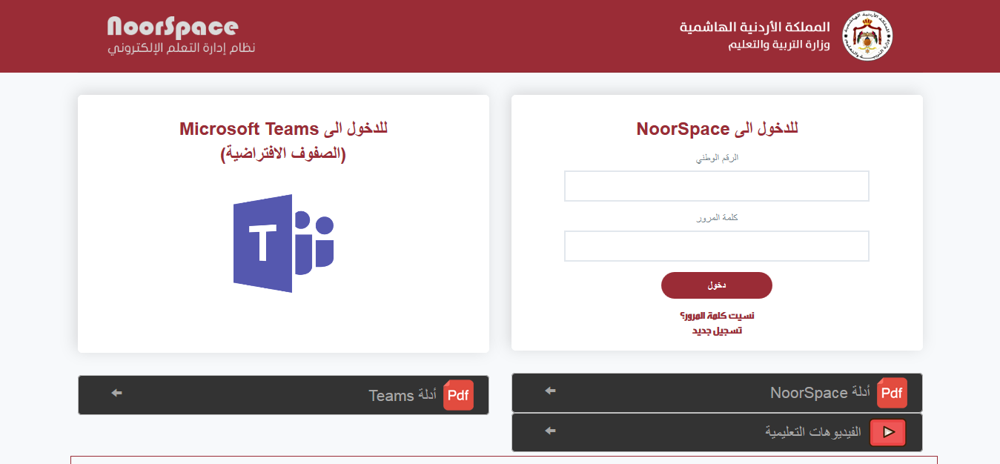 المملكة الأردنية الهاشمية
وزارة التربية والتعليم
NoorSpace
نظام إدارة التعلم الإلكتروني
للدخول الى NoorSpace
الرقم الوطني
كلمة المرور
دخول
نسيت كلمة المرور؟
تسجيل جديد
للدخول الى Microsoft Teams
(الصفوف الافتراضية)
T
Pdf أدلة NoorSpace
الفيديوهات التعليمية
Pdf أدلة Teams